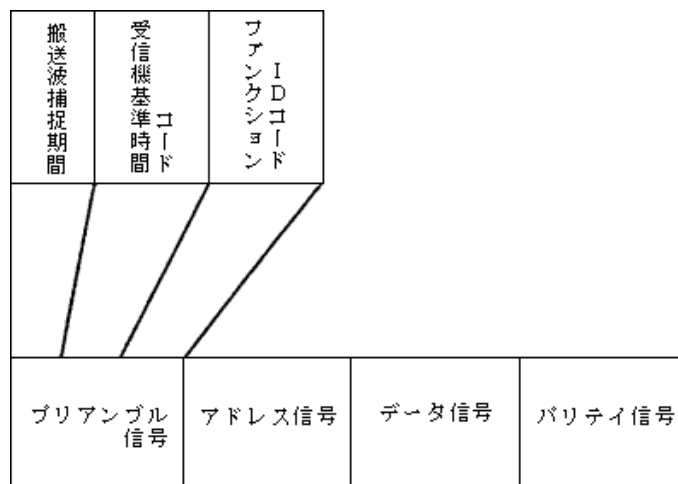 搬送波捕捉期間
受信機基準時間
コード
ファンクション
IDコード
プリアンブル
信号
アドレス信号
データ信号
パリティ信号